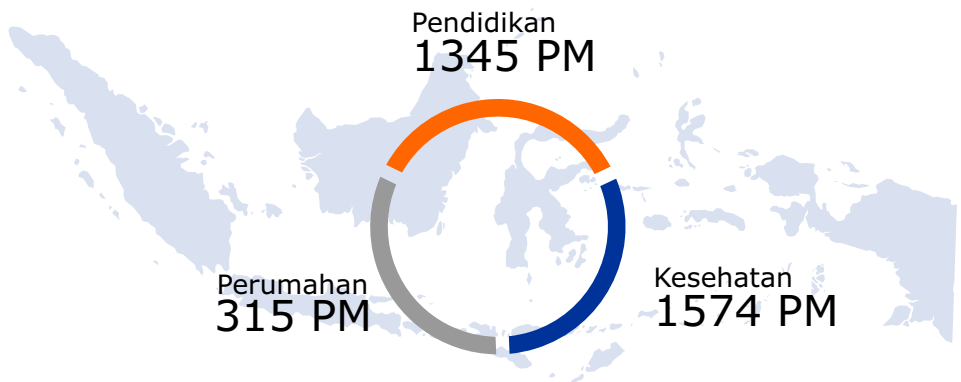 Pendidikan
1345 PM
Perumahan
315 PM
Kesehatan
1574 PM